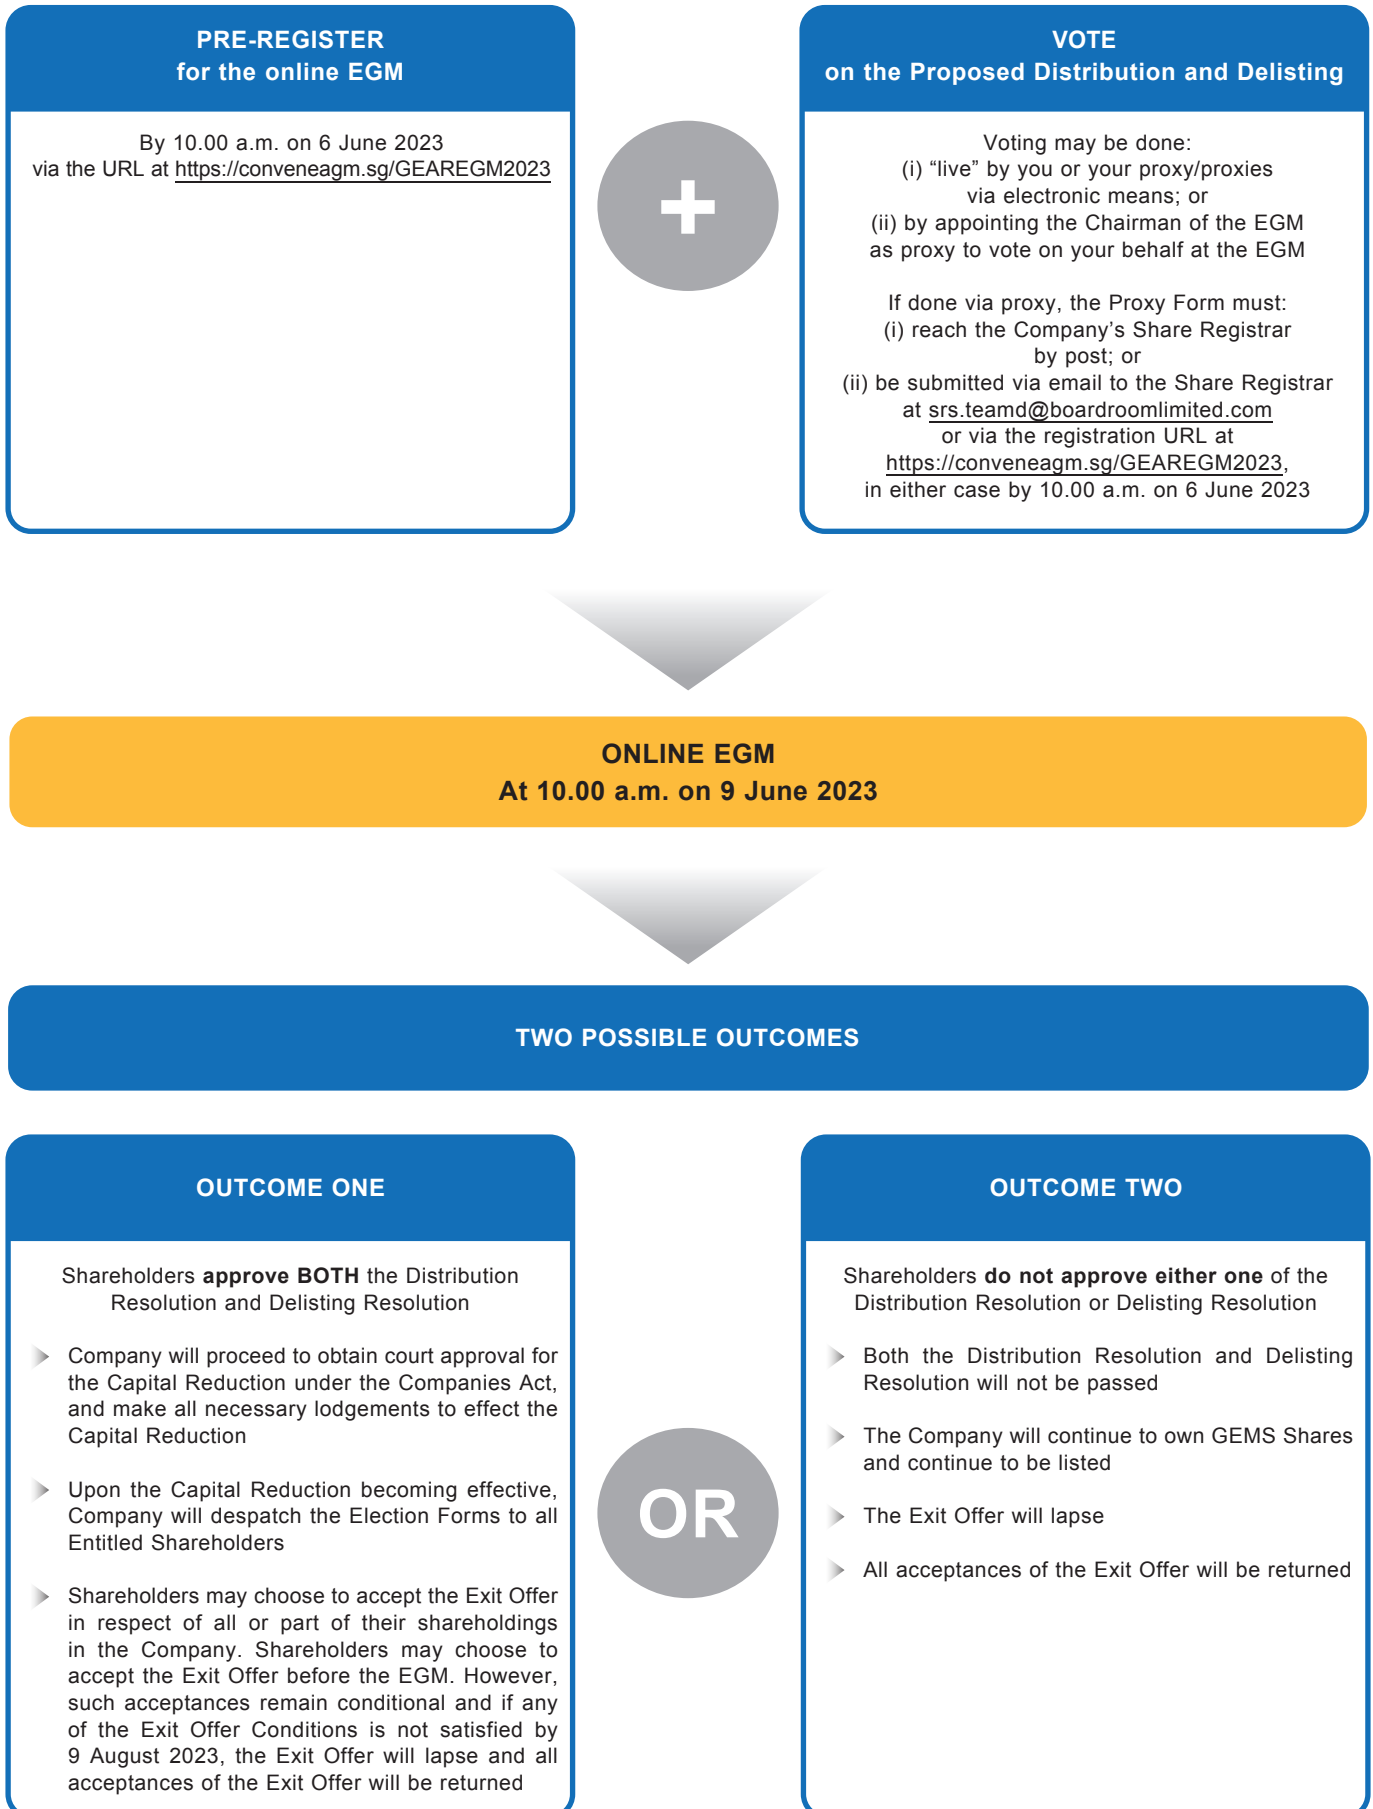 PRE-REGISTER
for the online EGM
By 10.00 a.m. on 6 June 2023
via the URL at https://conveneagm.sg/GEAREGM2023
+
VOTE
on the Proposed Distribution and Delisting
Voting may be done:
(i) “live” by you or your proxy/proxies
via electronic means; or
(ii) by appointing the Chairman of the EGM
as proxy to vote on your behalf at the EGM
If done via proxy, the Proxy Form must:
(i) reach the Company’s Share Registrar
by post; or
(ii) be submitted via email to the Share Registrar
at srs.teamd@boardroomlimited.com
or via the registration URL at
https://conveneagm.sg/GEAREGM2023,
in either case by 10.00 a.m. on 6 June 2023
ONLINE EGM
At 10.00 a.m. on 9 June 2023
TWO POSSIBLE OUTCOMES
OUTCOME ONE
Shareholders approve BOTH the Distribution
Resolution and Delisting Resolution
Company will proceed to obtain court approval for
the Capital Reduction under the Companies Act,
and make all necessary lodgements to effect the
Capital Reduction
Upon the Capital Reduction becoming effective,
Company will despatch the Election Forms to all
Entitled Shareholders
Shareholders may choose to accept the Exit Offer
in respect of all or part of their shareholdings
in the Company. Shareholders may choose to
accept the Exit Offer before the EGM. However,
such acceptances remain conditional and if any
of the Exit Offer Conditions is not satisfied by
9 August 2023, the Exit Offer will lapse and all
acceptances of the Exit Offer will be returned
OR
OUTCOME TWO
Shareholders do not approve either one of the
Distribution Resolution or Delisting Resolution
Both the Distribution Resolution and Delisting
Resolution will not be passed
The Company will continue to own GEMS Shares
and continue to be listed
The Exit Offer will lapse
All acceptances of the Exit Offer will be returned